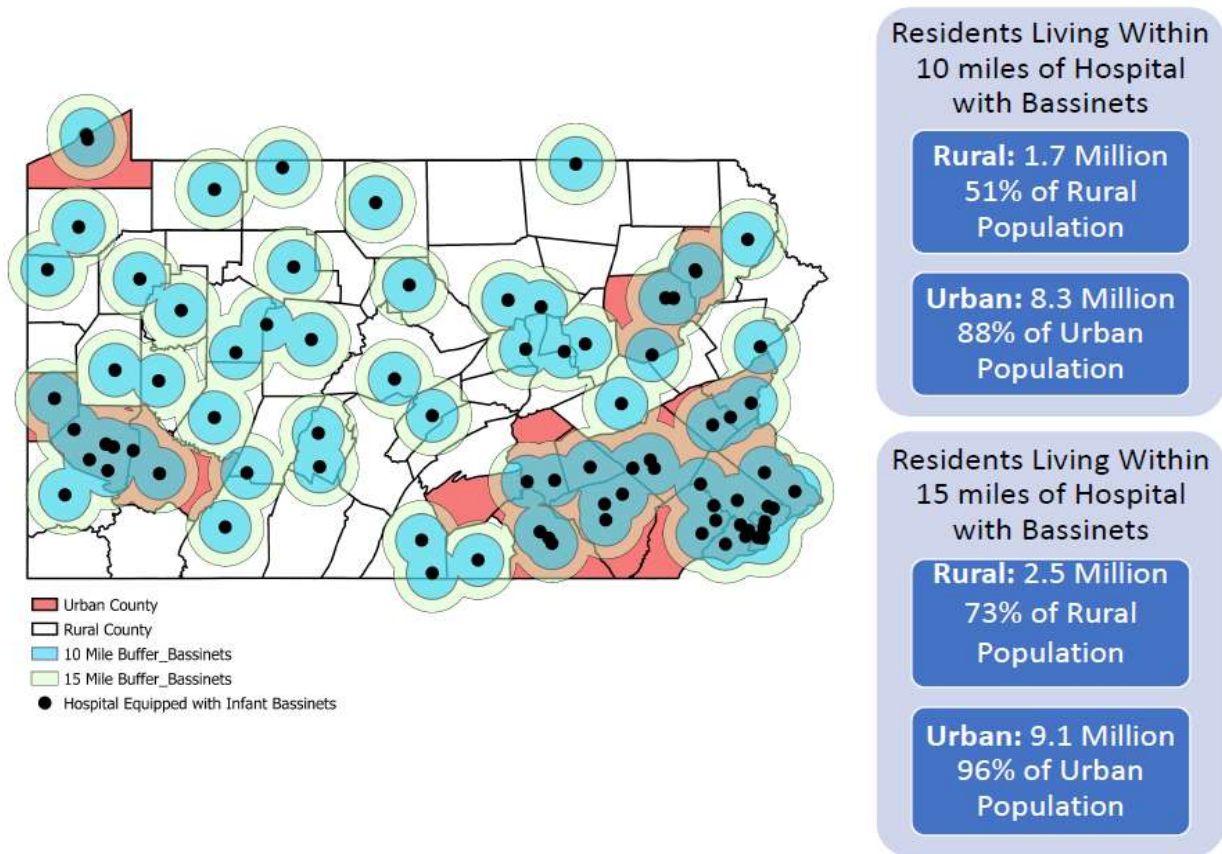 Residents Living Within
10 miles of Hospital
with Bassinets
Rural: 1.7 Million
51% of Rural
Population
Urban: 8.3 Million
88% of Urban
Population
Residents Living Within
15 miles of Hospital
with Bassinets
Rural: 2.5 Million
73% of Rural
Population
Urban: 9.1 Million
96% of Urban
Population
Urban County
Rural County
10 Mile Buffer_Bassinets
15 Mile Buffer_Bassinets
Hospital Equipped with Infant Bassinets